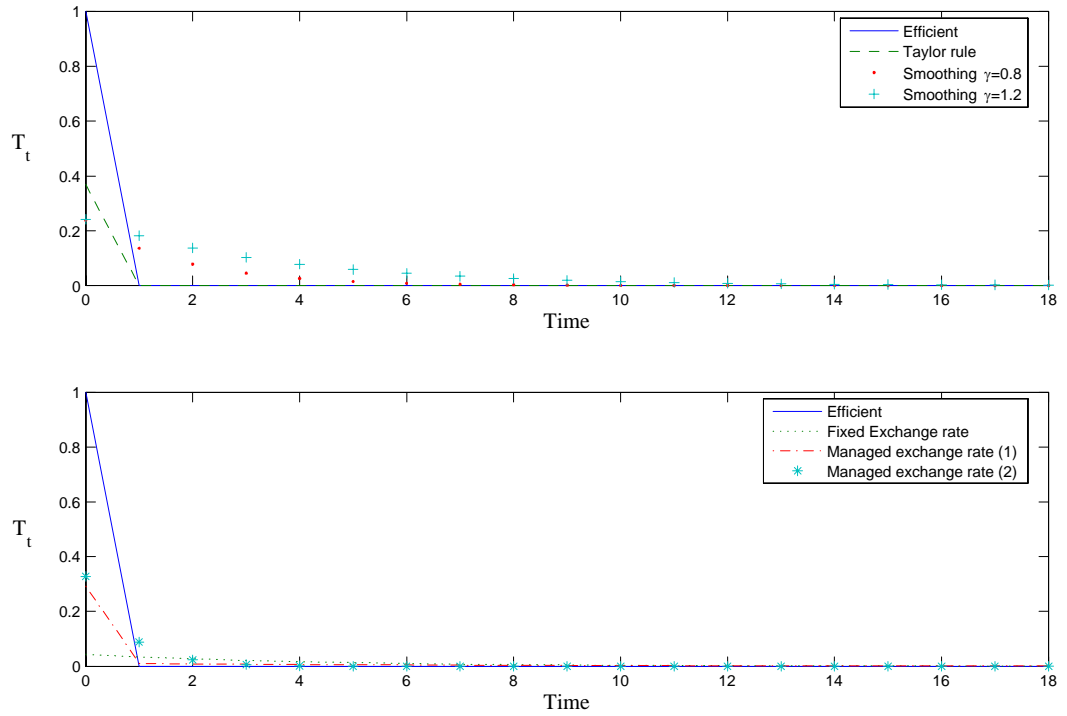 1
0.8
0.6
0.4
0.2
0
T_t
Efficient
Taylor rule
Smoothing γ=0.8
Smoothing γ=1.2
0 2 4 6 8 10 12 14 16 18
Time
1
0.8
0.6
0.4
0.2
0
T_t
Efficient
Fixed Exchange rate
Managed exchange rate (1)
Managed exchange rate (2)
0 2 4 6 8 10 12 14 16 18
Time